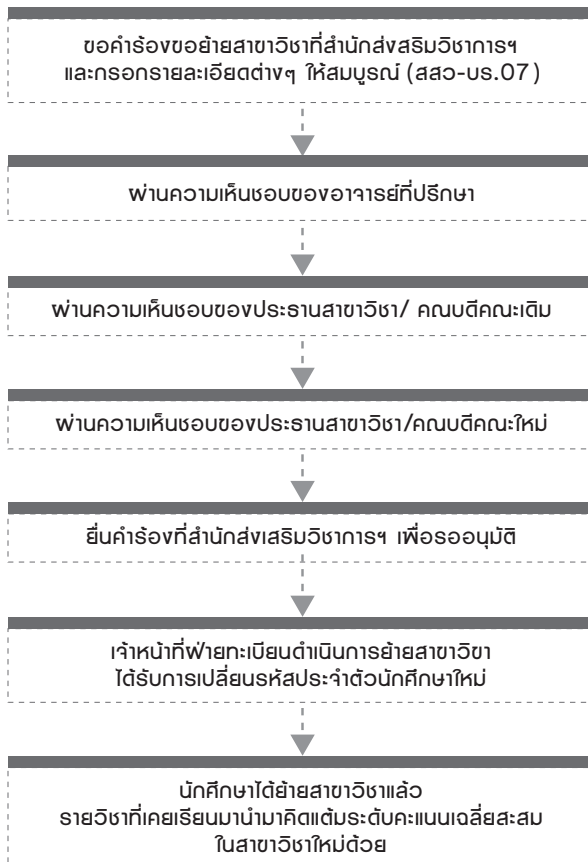 ขอคำร้องขอย้ายสาขาวิชาที่สำนักส่งสริมวิชาการฯ
และกรอกรายละเอียดต่างๆ ให้สมบูรณ์ (สสว-บร.07)
ผ่านความเห็นชอบของอาจารย์ที่ปรึกษา
ผ่านความเห็นชอบของประธานสาขาวิชา/ คณบดีคณะเดิม
ผ่านความเห็นชอบของประธานสาขาวิชา/คณบดีคณะใหม่
ยื่นคำร้องที่สำนักส่งเสริมวิชาการฯ เพื่อรออนุมัติ
เจ้าหน้าที่ฝ่ายทะเบียนดำเนินการย้ายสาขาวิขา
ได้รับการเปลี่ยนรหัสประจำตัวนักศึกษาใหม่
นักศึกษาได้ย้ายสาขาวิชาแล้ว
รายวิชาที่เคยเรียนมานำมาคิดแต้มระดับคะแนนเฉลี่ยสะสม
ในสาขาวิชาใหม่ด้วย